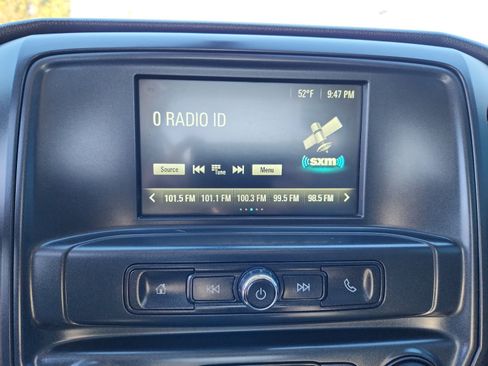 52°F 9:47 PM
0 RADIO ID
sxm
Source Tune Menu
101.5 FM 101.1 FM 100.3 FM 99.5 FM 98.5 FM